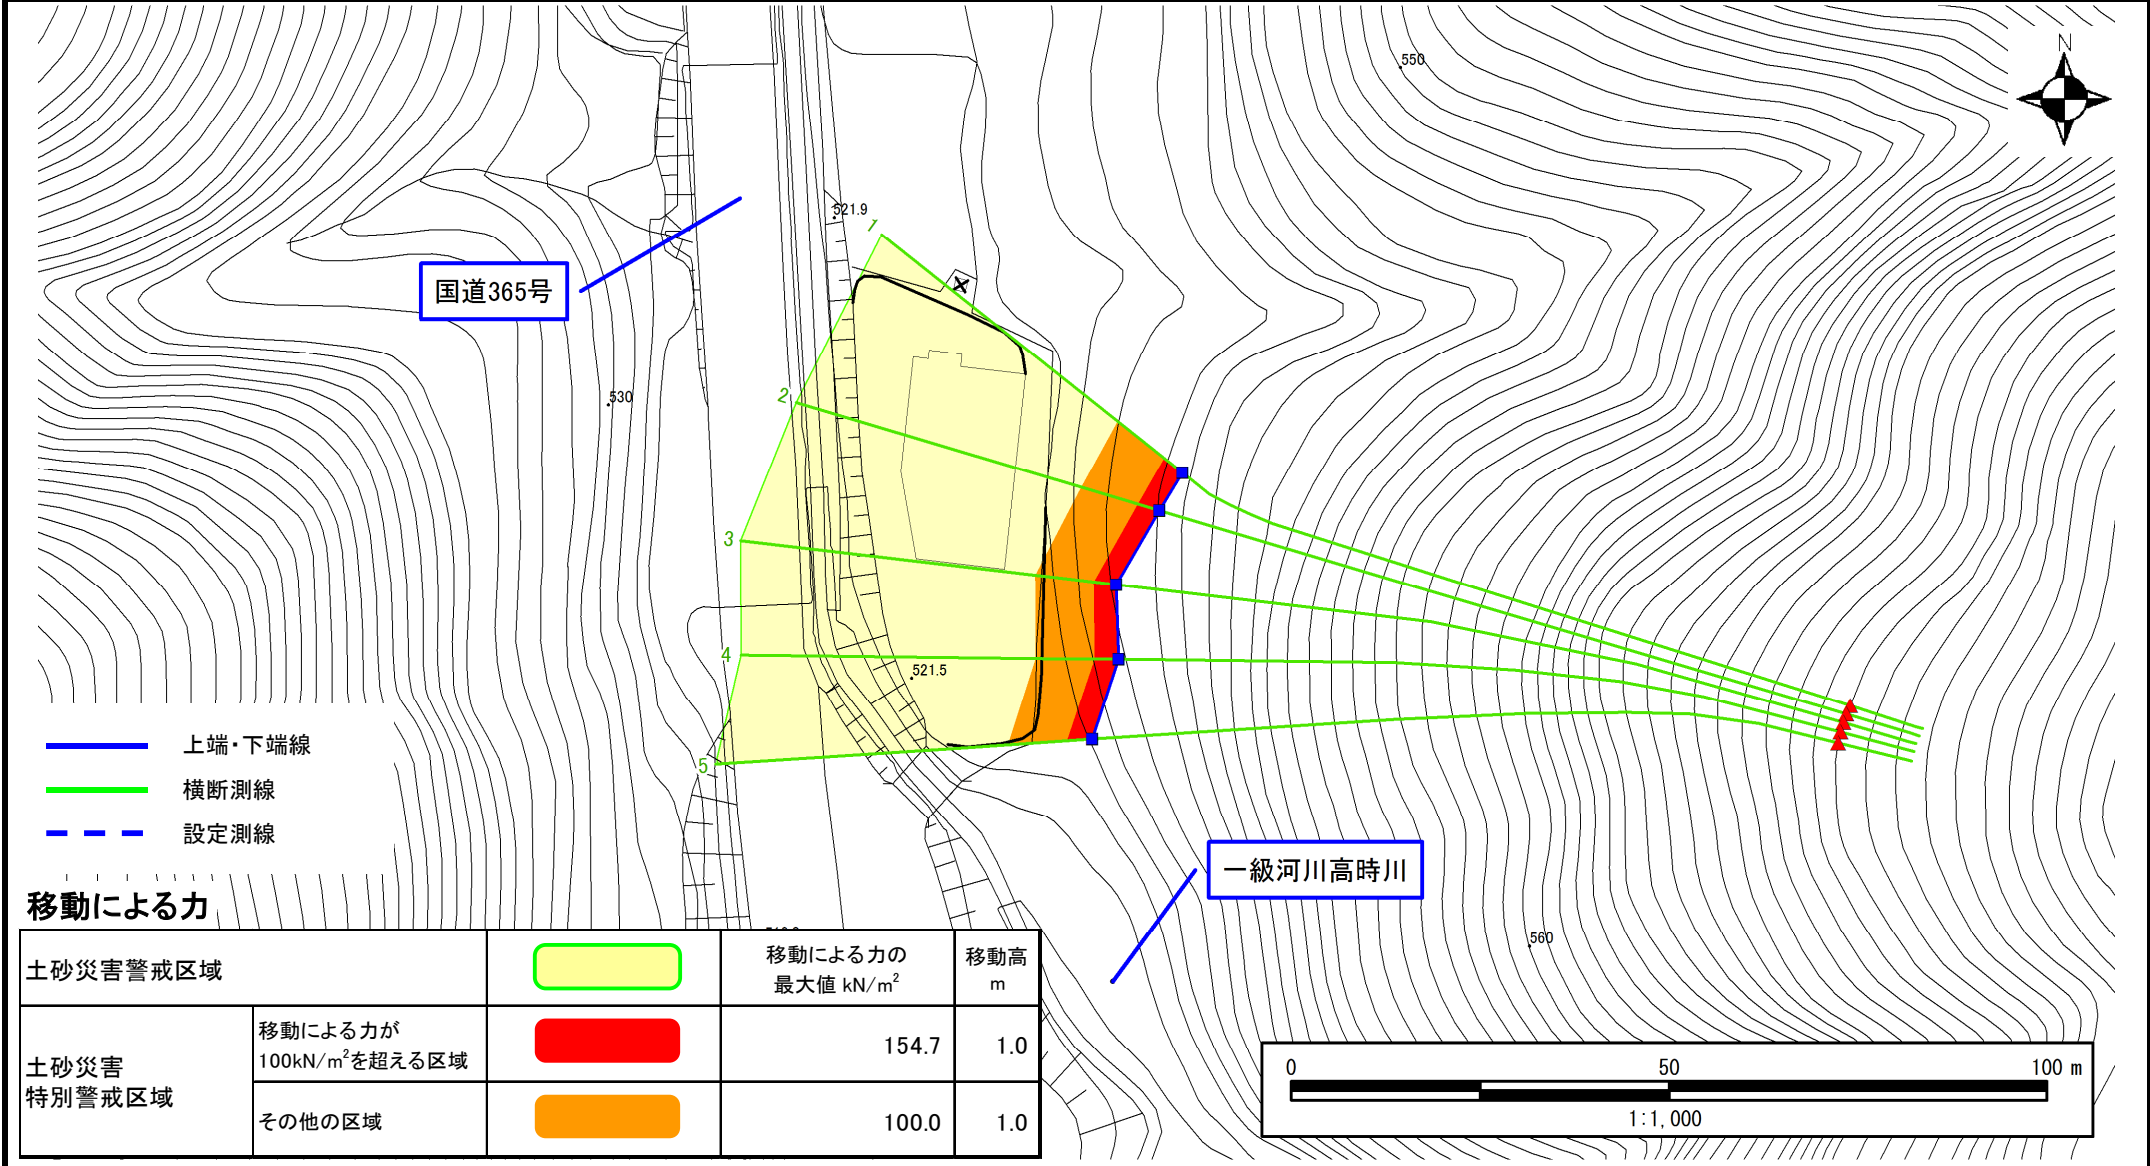 N
550
521.9
1
国道365号
2
530
3
4
521.5
5
上端・下端線
横断測線
設定測線
一級河川高時川
560
移動による力
土砂災害警戒区域
移動による力の
最大値 kN/m²
移動高
m
土砂災害
特別警戒区域
移動による力が
100kN/m²を超える区域
154.7
1.0
その他の区域
100.0
1.0
0
50
100 m
1:1,000